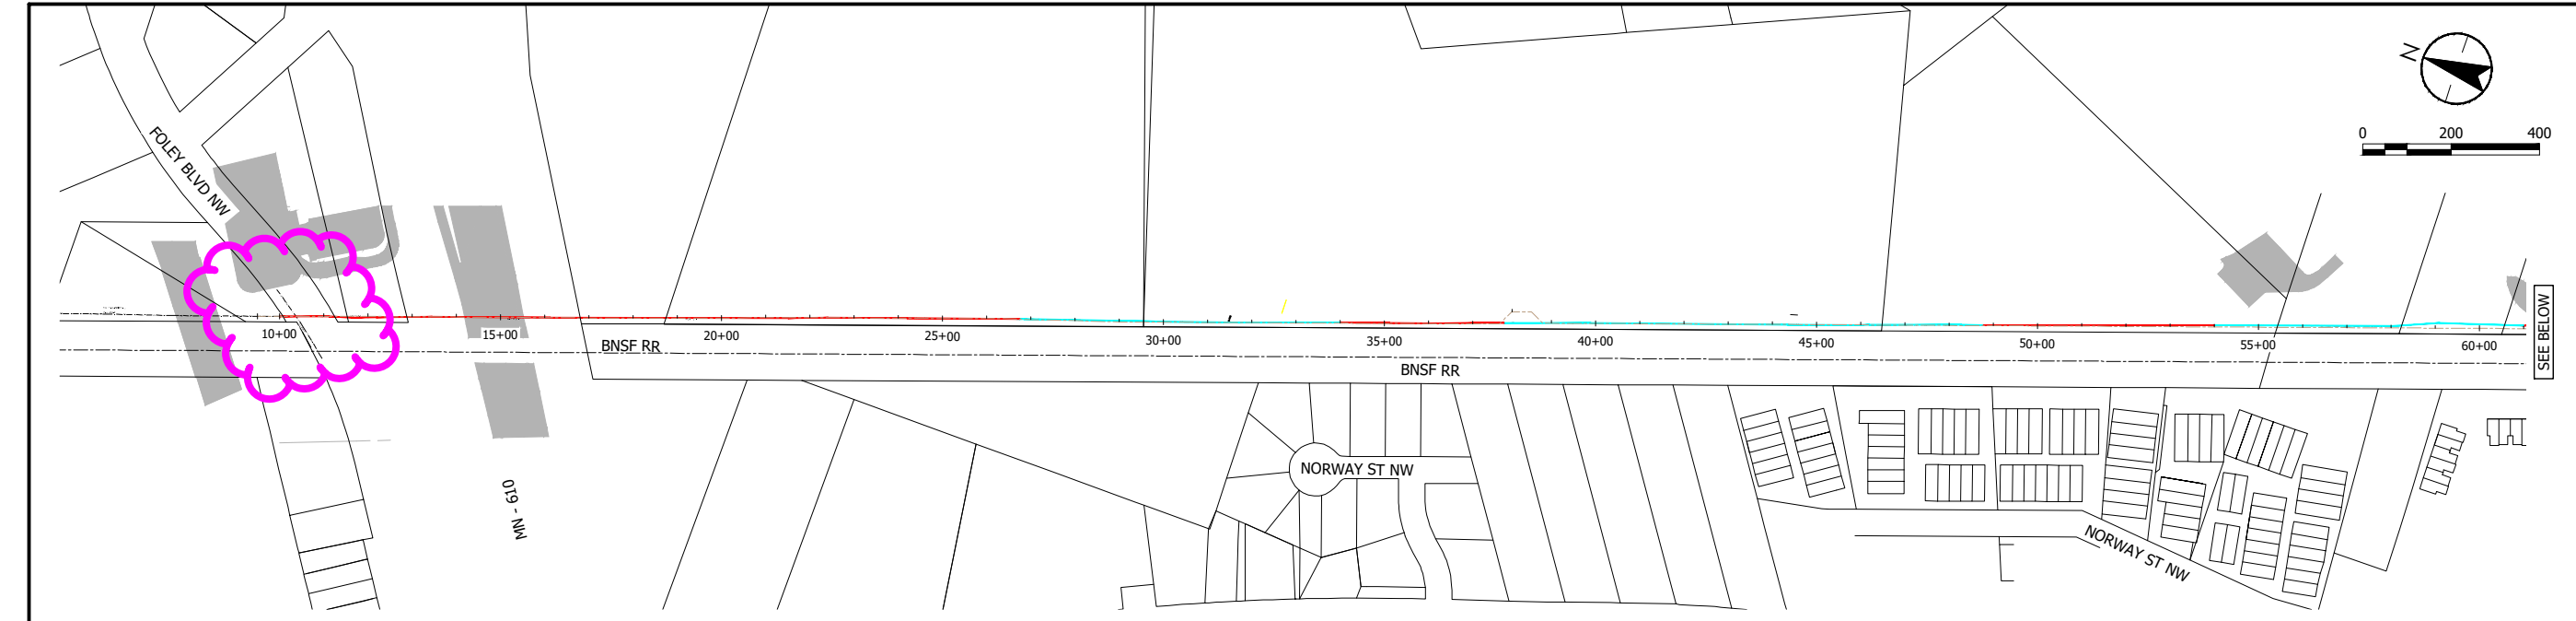 N
0 200 400
FOLEY BLVD NW
10+00 15+00 20+00 25+00 30+00 35+00 40+00 45+00 50+00 55+00 60+00
BNSF RR
BNSF RR
SEE BELOW
NORWAY ST NW
MN - 610
NORWAY ST NW